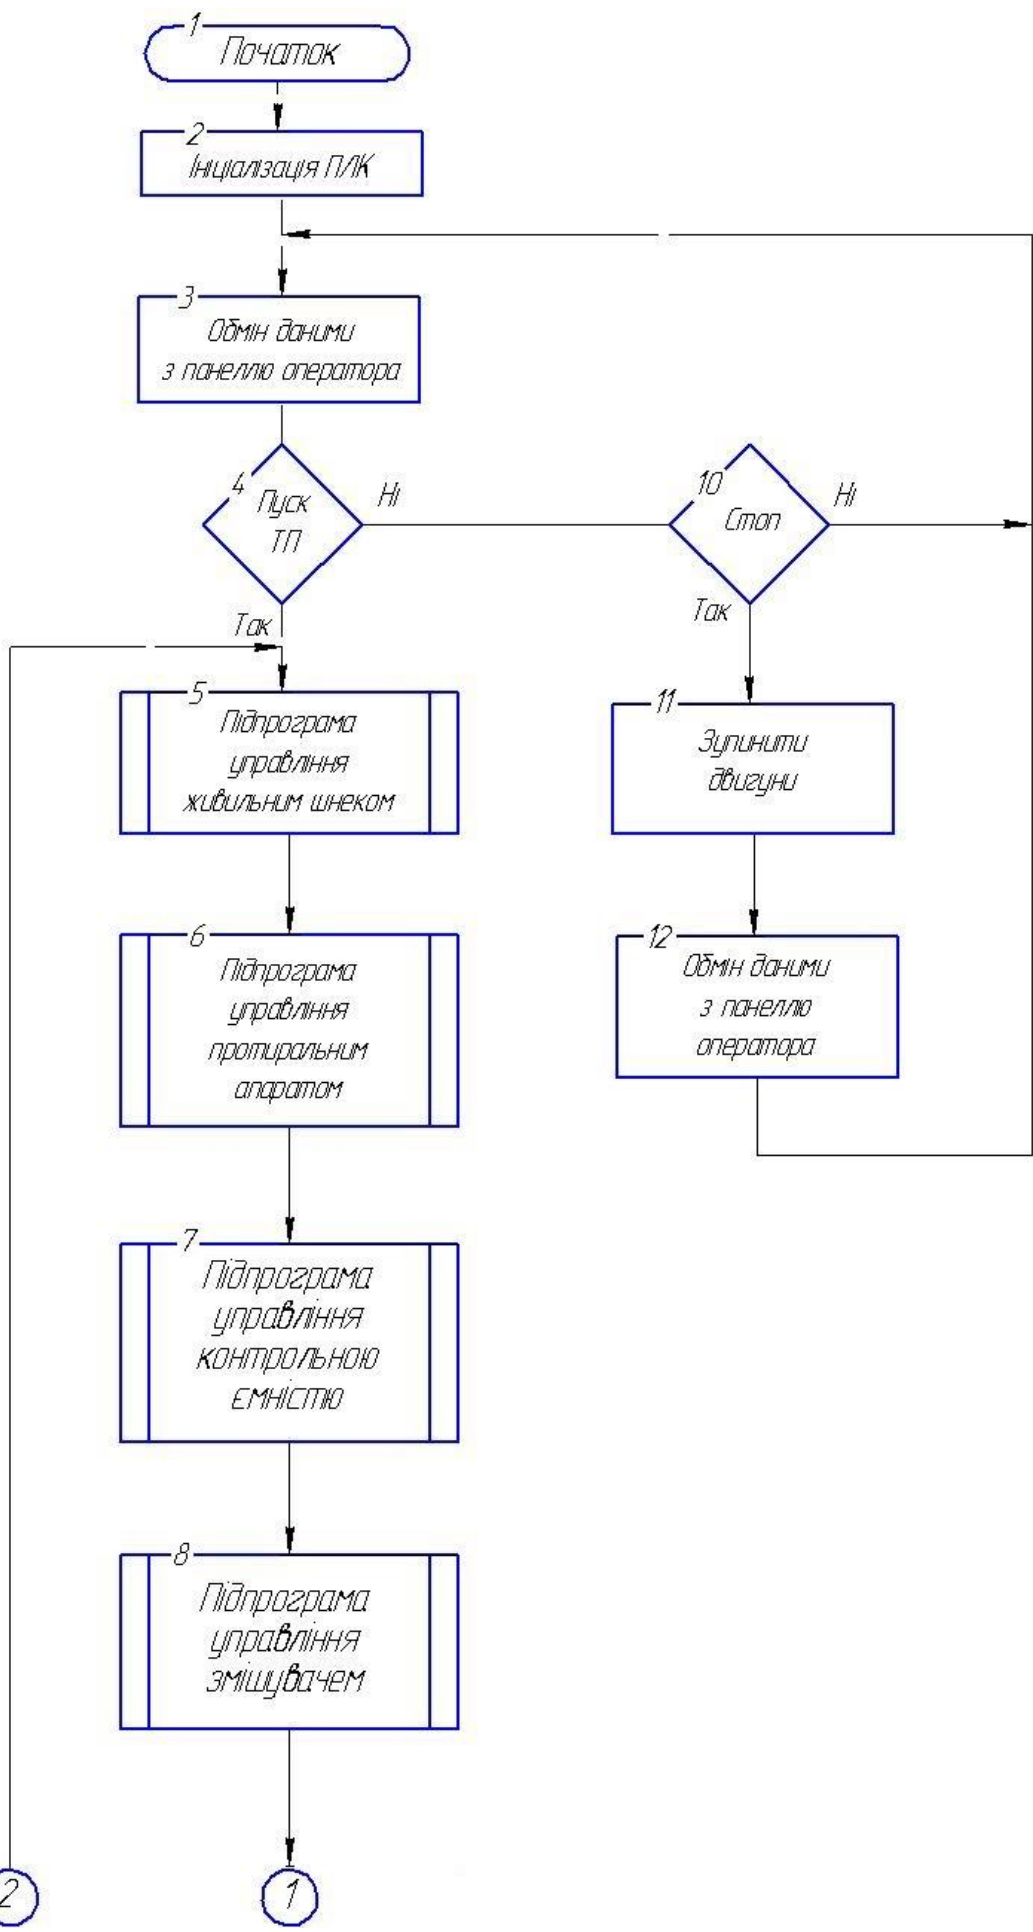 1
Початок
2
Ініціалізація ПЛК
3
Обмін даними
з панеллю оператора
4
Пуск
ТП
Ні
10
Стоп
Ні
Так
Так
5
Підпрограма
управління
живильним шнеком
11
Зупинити
двигуни
6
Підпрограма
управління
протиральним
апаратом
12
Обмін даними
з панеллю
оператора
7
Підпрограма
управління
контрольною
ємністю
8
Підпрограма
управління
змішувачем
2
1